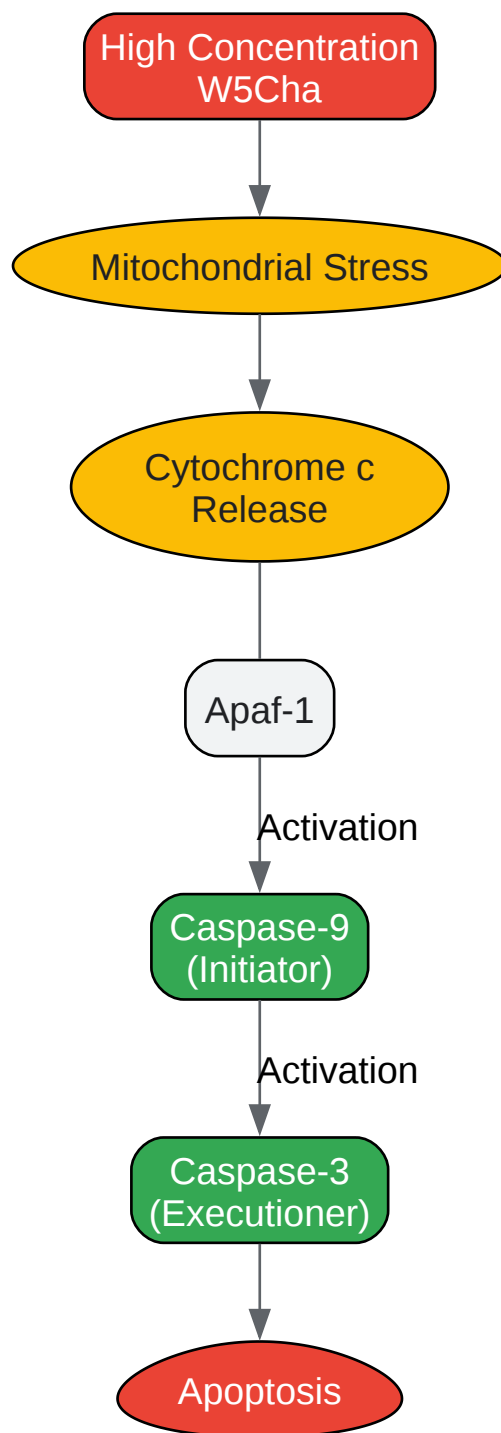 High Concentration
W5Cha
Mitochondrial Stress
Cytochrome c
Release
Apaf-1
Activation
Caspase-9
(Initiator)
Activation
Caspase-3
(Executioner)
Apoptosis